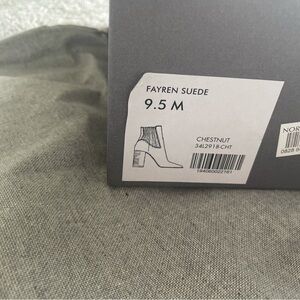 FAYREN SUEDE
9.5 M
CHESTNUT
34L2918-CHT
NOR